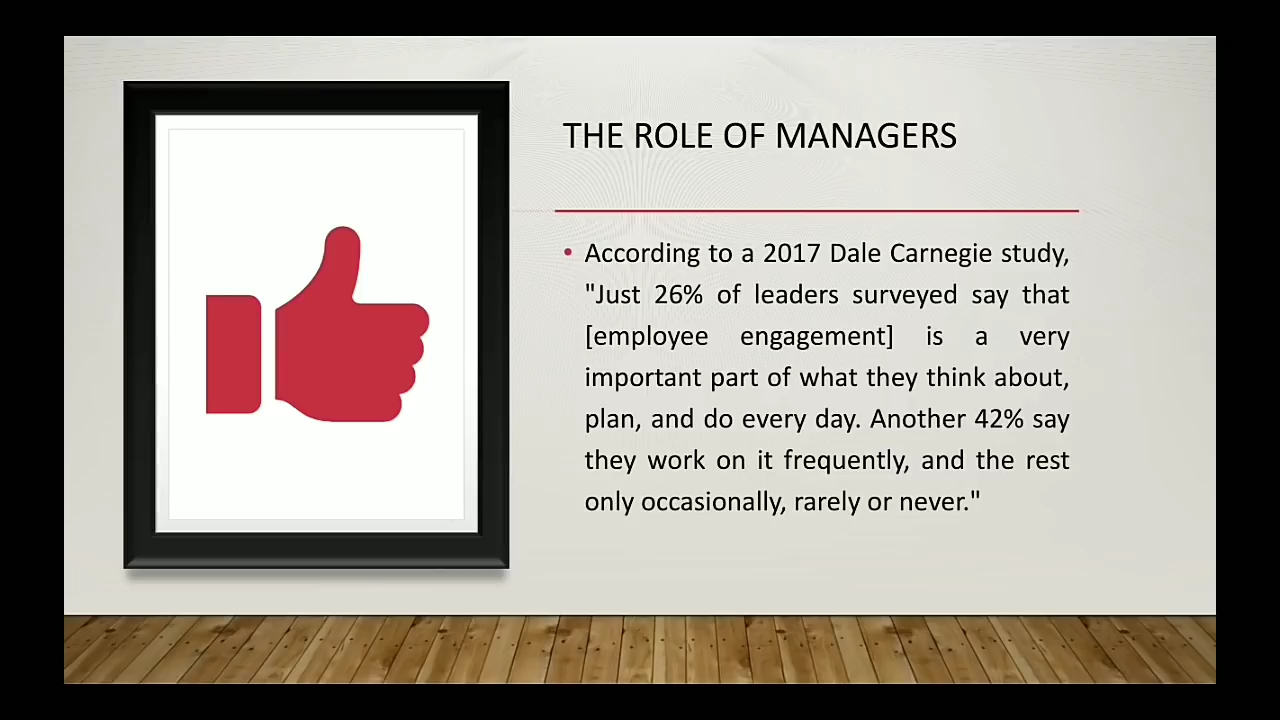 THE ROLE OF MANAGERS
• According to a 2017 Dale Carnegie study,
"Just 26% of leaders surveyed say that
[employee engagement] is a very
important part of what they think about,
plan, and do every day. Another 42% say
they work on it frequently, and the rest
only occasionally, rarely or never."